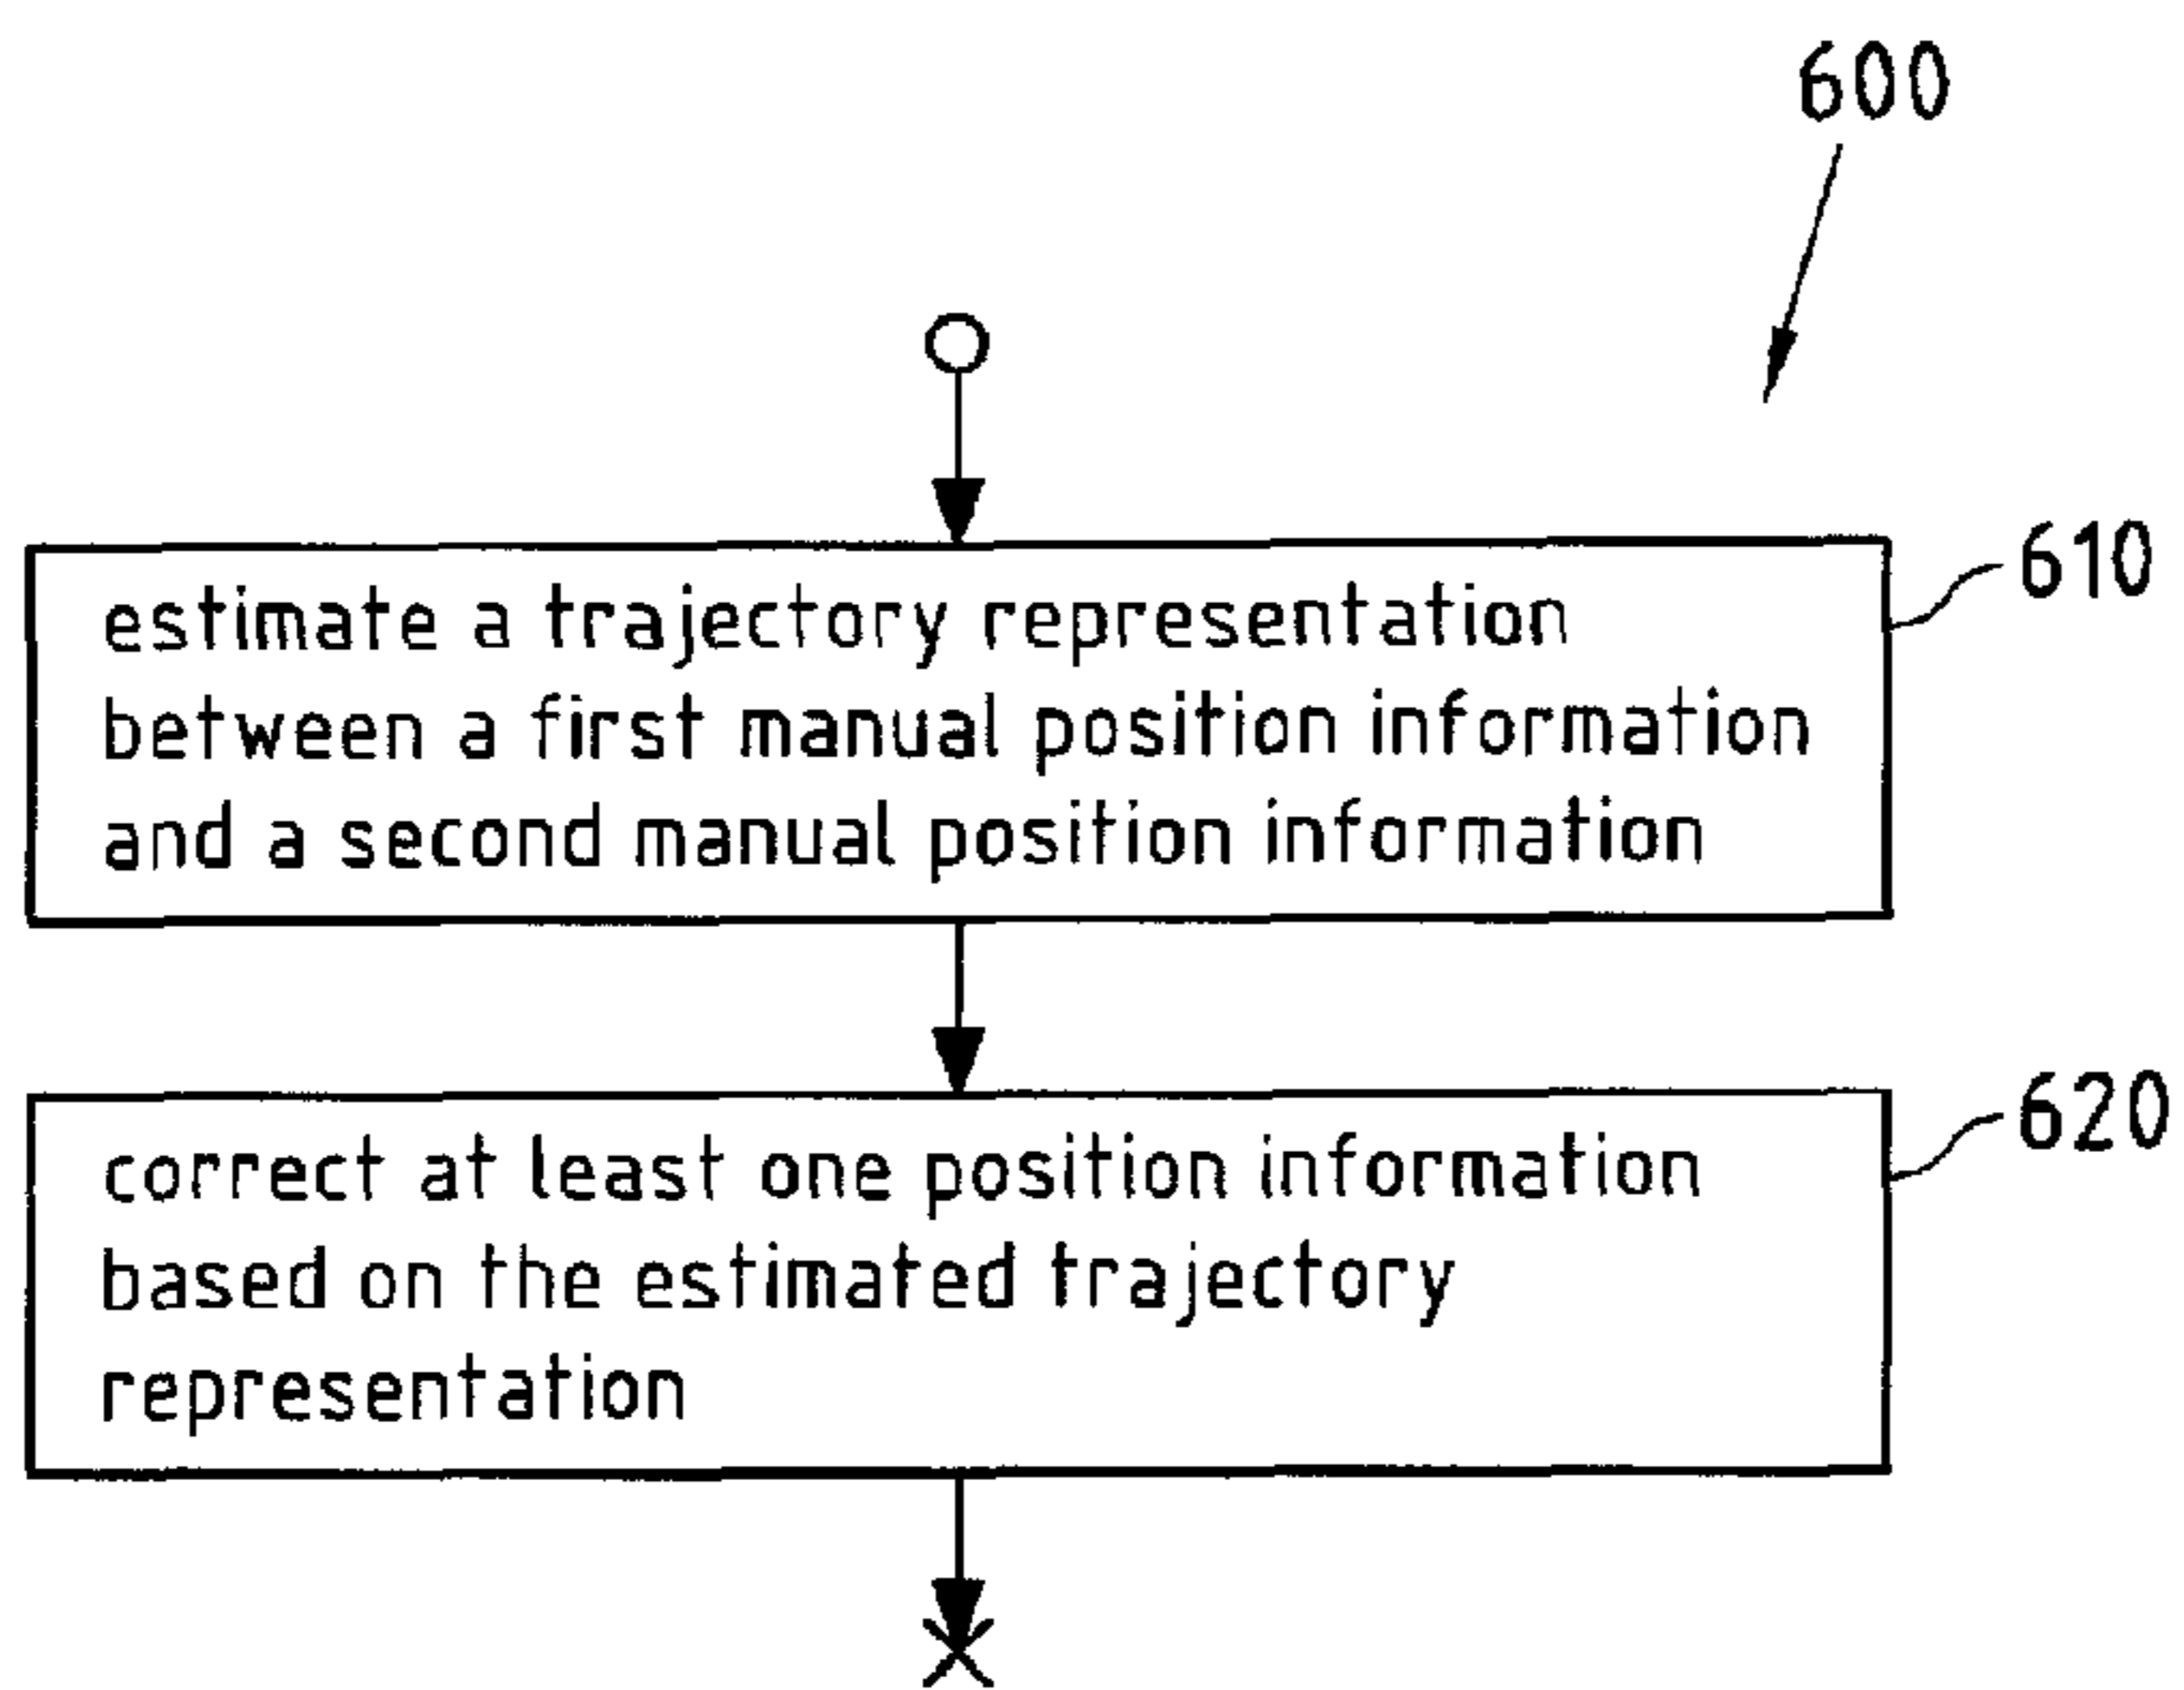 600
610
estimate a trajectory representation
between a first manual position information
and a second manual position information
620
correct at least one position information
based on the estimated trajectory
representation